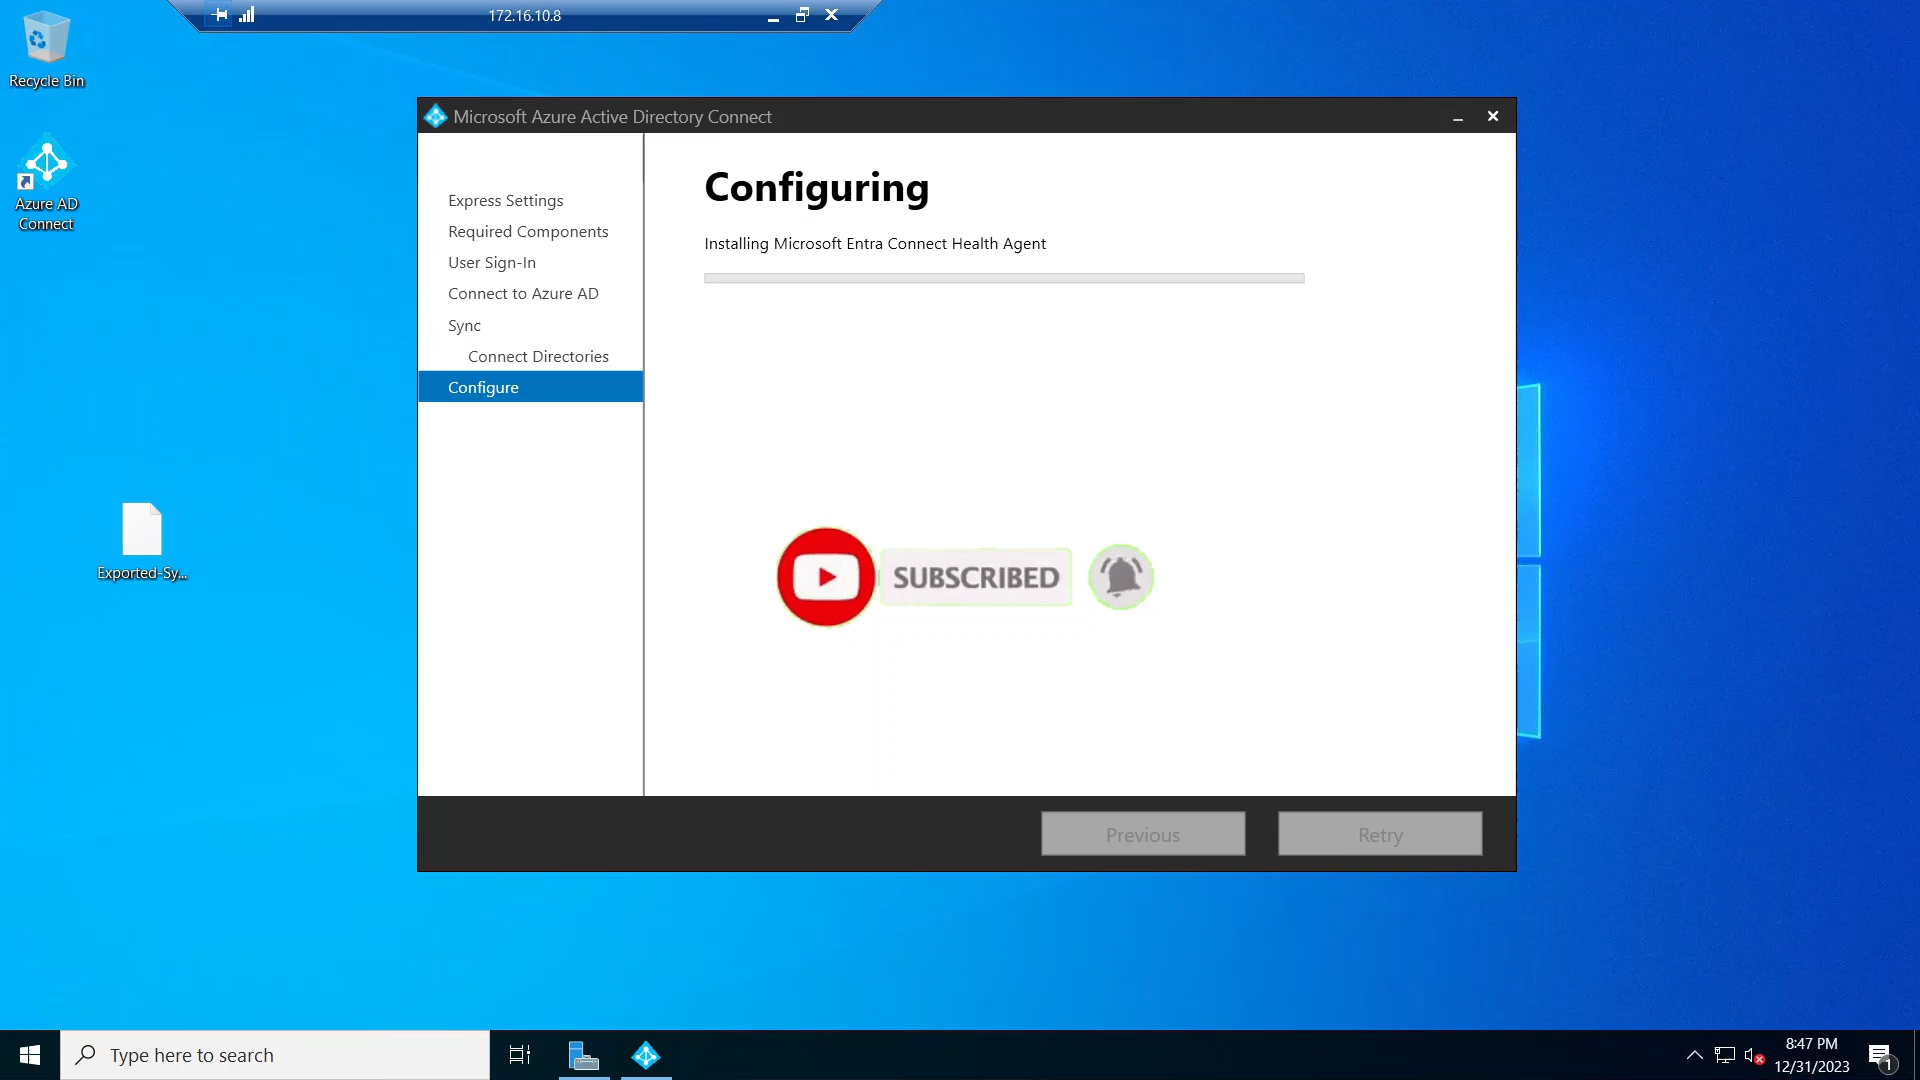 172.16.10.8
Recycle Bin
Azure AD
Connect
Exported-Sy...
Microsoft Azure Active Directory Connect
Express Settings
Required Components
User Sign-In
Connect to Azure AD
Sync
Connect Directories
Configure
Configuring
Installing Microsoft Entra Connect Health Agent
SUBSCRIBED
Previous
Retry
Type here to search
8:47 PM
12/31/2023
1